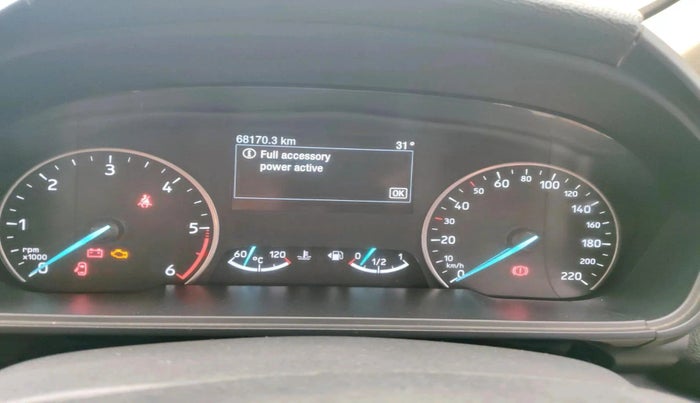 68170.3 km 31°
Full accessory
power active
OK
0 1 2 3 4 5 6
rpm
x1000
60 °C 120
0 1/2 1
0 10 20 30 40 50 60 80 100 120 140 160 180 200 220
km/h